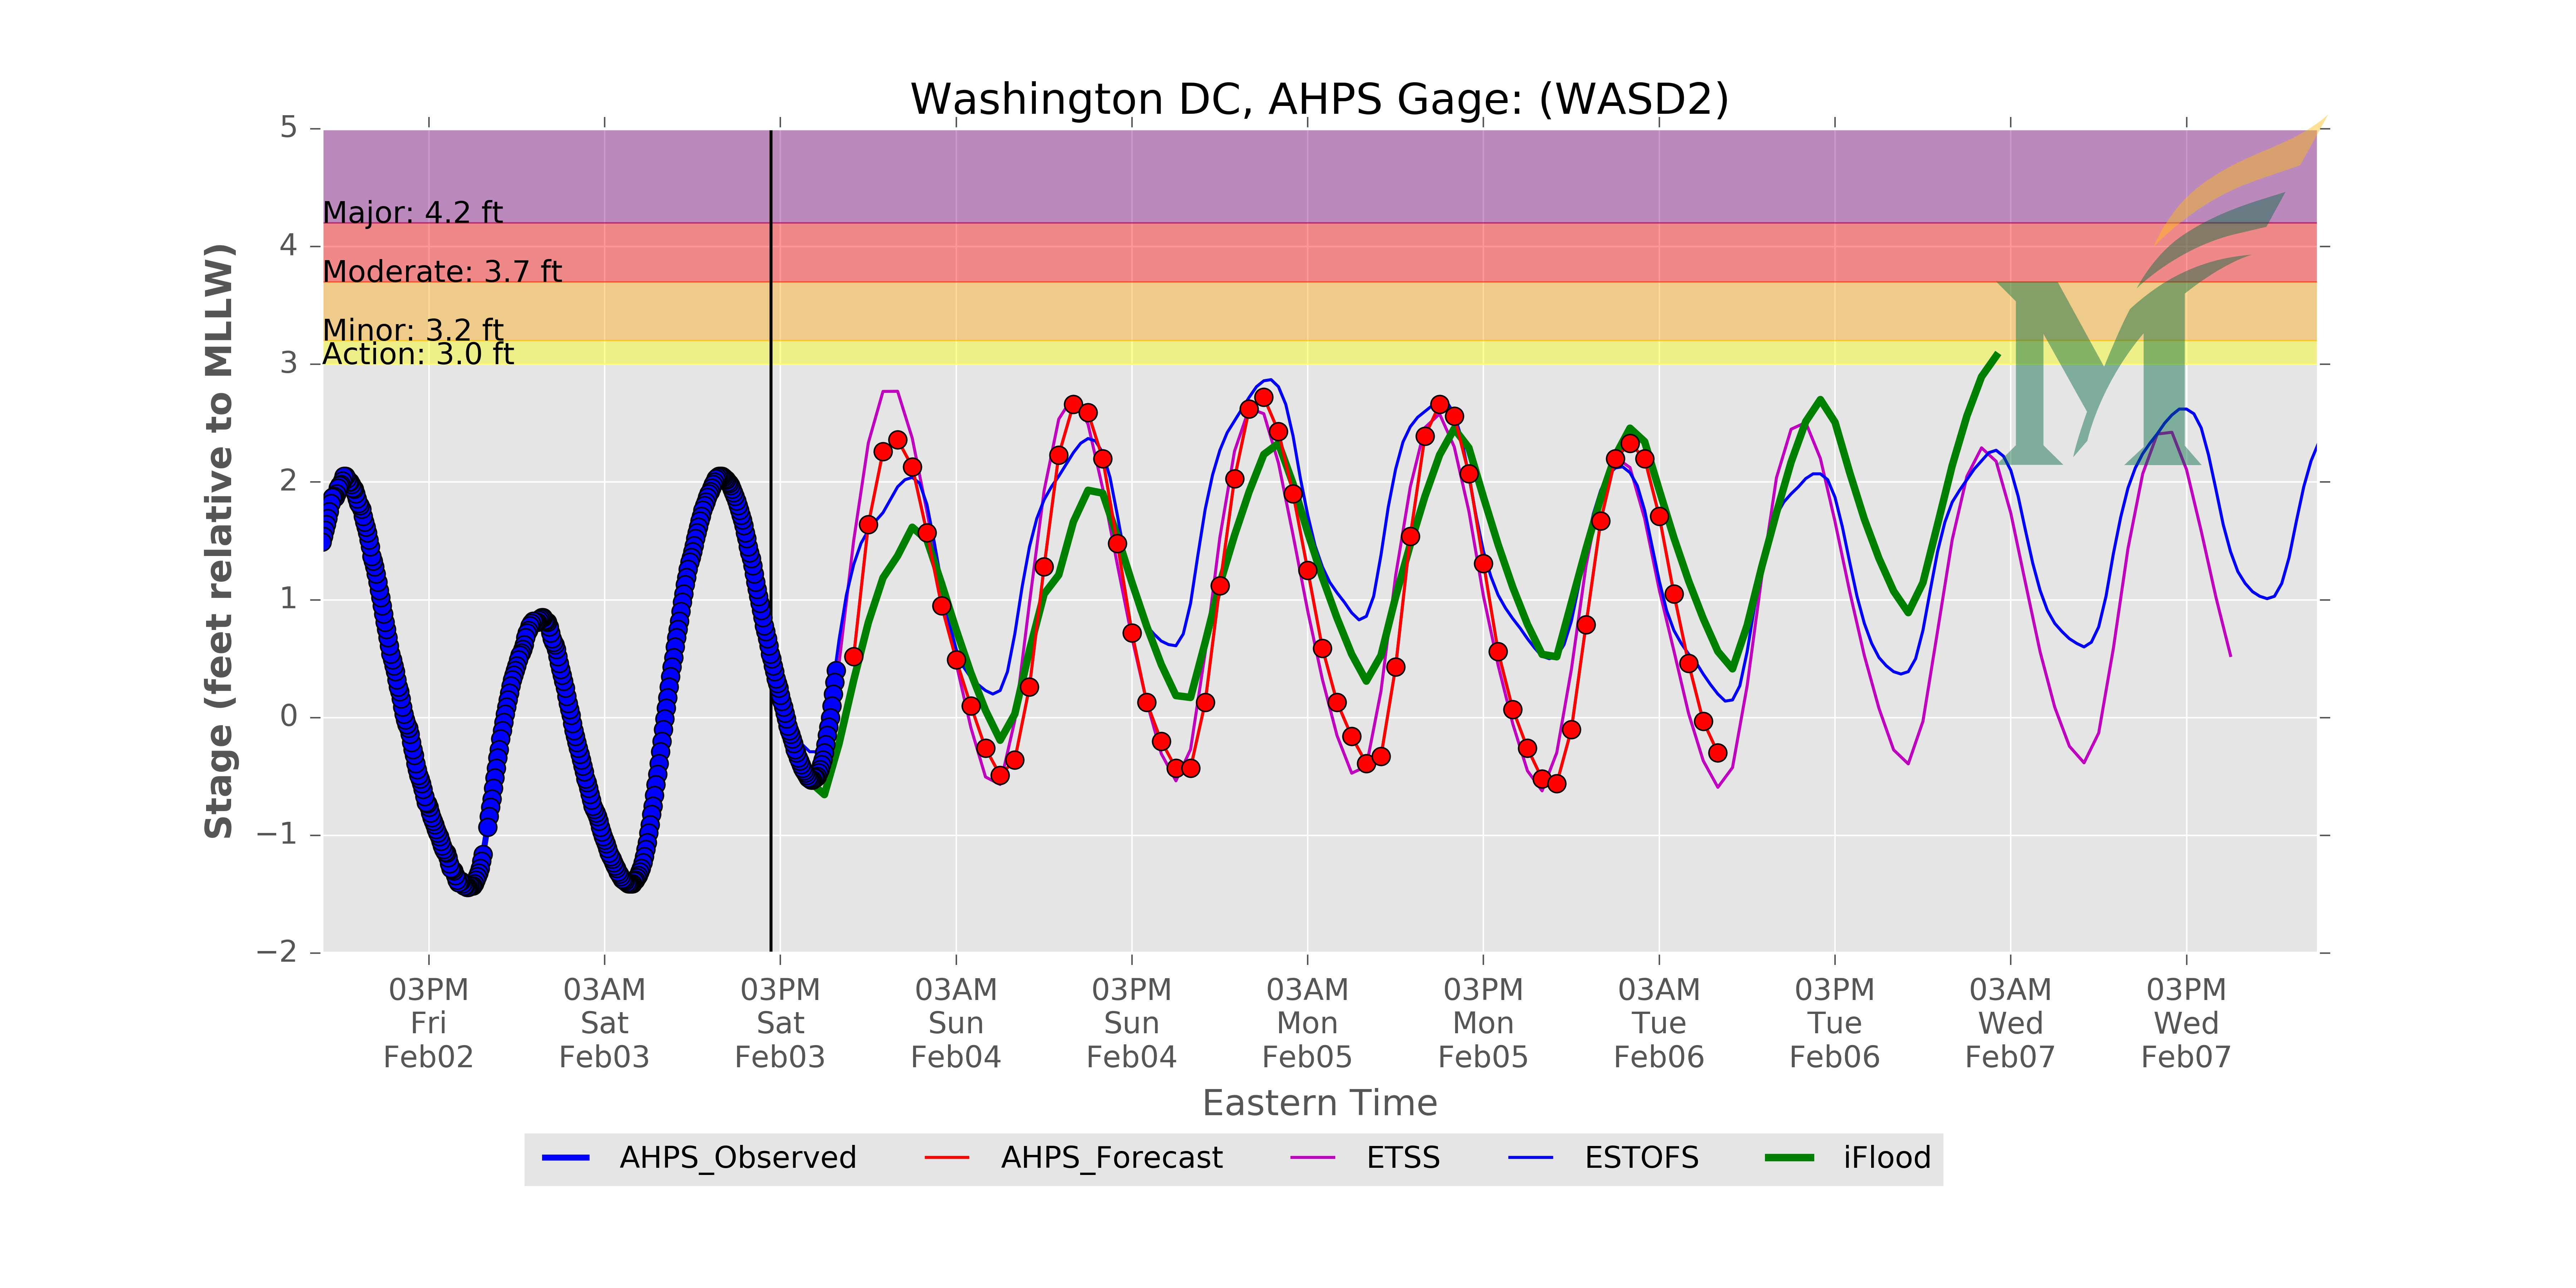 Washington DC, AHPS Gage: (WASD2)
Stage (feet relative to MLLW)
5
4
3
2
1
0
−1
−2
Major: 4.2 ft
Moderate: 3.7 ft
Minor: 3.2 ft
Action: 3.0 ft
M
03PM 03AM 03PM 03AM 03PM 03AM 03PM 03AM 03PM 03AM 03PM
Fri Sat Sat Sun Sun Mon Mon Tue Tue Wed Wed
Feb02 Feb03 Feb03 Feb04 Feb04 Feb05 Feb05 Feb06 Feb06 Feb07 Feb07
Eastern Time
AHPS_Observed AHPS_Forecast ETSS ESTOFS iFlood